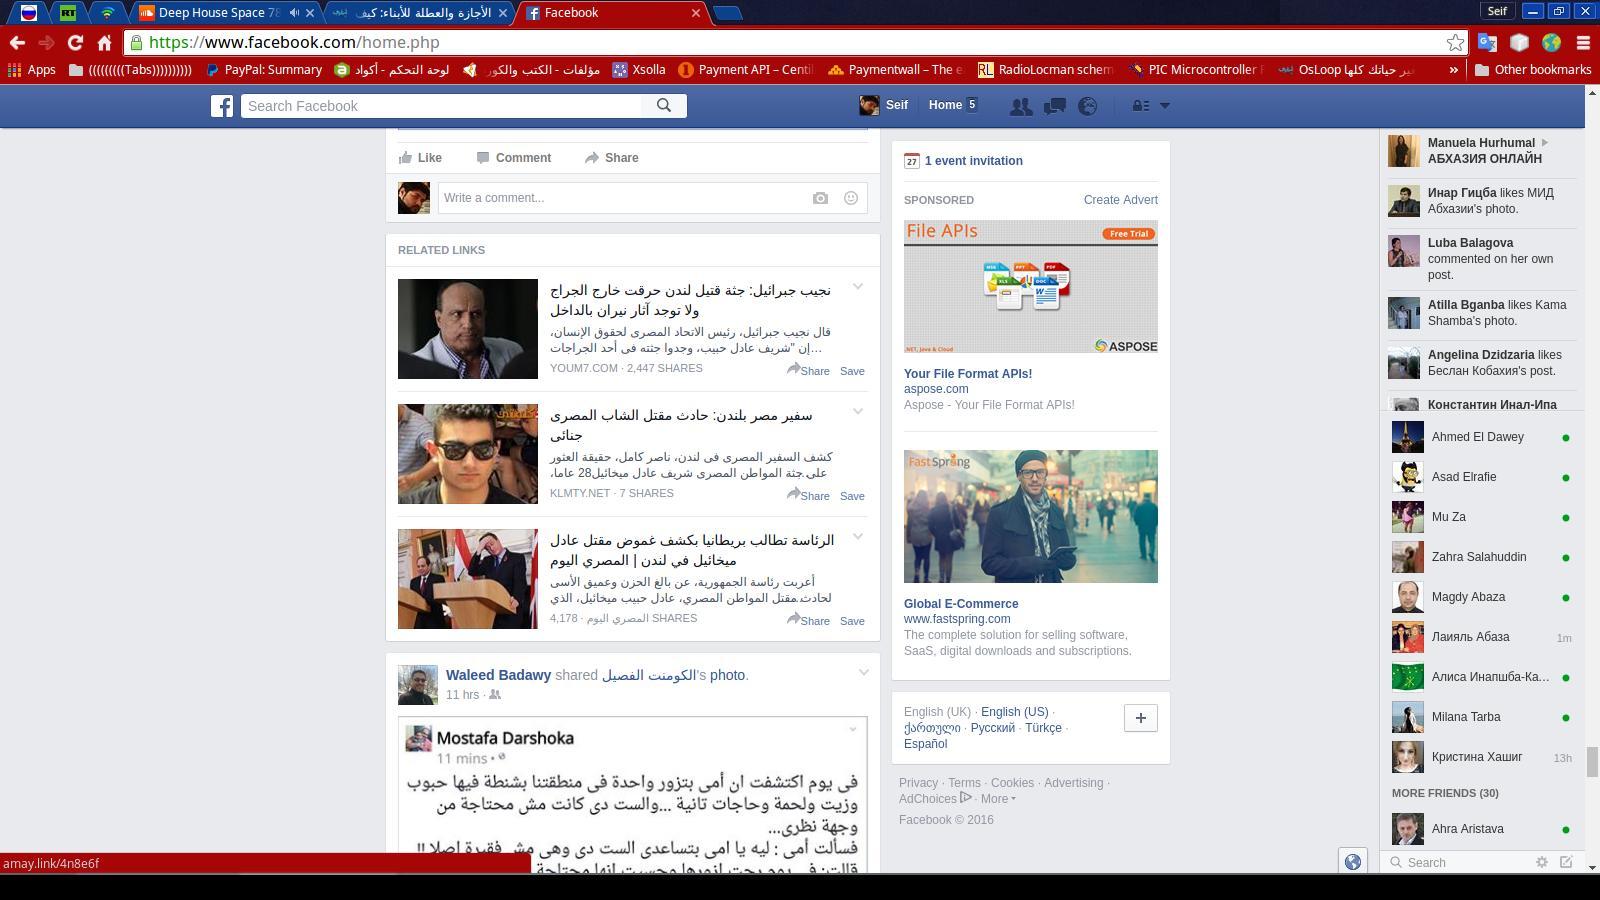 Deep House Space 78
الأجازة والعطلة للأبناء: كيف
Facebook
Seif
https://www.facebook.com/home.php
Apps
(((((((((Tabs))))))))))
PayPal: Summary
لوحة التحكم - أكواد
مؤلفات - الكتب والكور
Xsolla
Payment API – Centi
Paymentwall – The e
RadioLocman schem
PIC Microcontroller F
OsLoop غير حياتك كلها
»
Other bookmarks
Search Facebook
Seif
Home 5
Like
Comment
Share
Write a comment...
RELATED LINKS
نجيب جبرائيل: جثة قتيل لندن حرقت خارج الجراج
ولا توجد آثار نيران بالداخل
قال نجيب جبرائيل، رئيس الاتحاد المصرى لحقوق الإنسان،
إن "شريف عادل حبيب، وجدوا جثته فى أحد الجراجات...
YOUM7.COM · 2,447 SHARES
Share Save
سفير مصر بلندن: حادث مقتل الشاب المصرى
جنائى
كشف السفير المصرى فى لندن، ناصر كامل، حقيقة العثور
على جثة المواطن المصرى شريف عادل ميخائيل28 عاما،
KLMTY.NET · 7 SHARES
Share Save
الرئاسة تطالب بريطانيا بكشف غموض مقتل عادل
ميخائيل في لندن | المصري اليوم
أعربت رئاسة الجمهورية، عن بالغ الحزن وعميق الأسى
لحادث مقتل المواطن المصري، عادل حبيب ميخائيل، الذي
4,178 · المصري اليوم SHARES
Share Save
Waleed Badawy shared الكومنت الفصيل's photo.
11 hrs ·
Mostafa Darshoka
11 mins ·
فى يوم اكتشفت ان أمى بتزور واحدة فى منطقتنا بشنطة فيها حبوب
وزيت ولحمة وحاجات تانية ...والست دى كانت مش محتاجة من
وجهة نظرى...
فسألت أمى : ليه يا امى بتساعدى الست دى وهى مش فقيرة اصلا !!
1 event invitation
27
SPONSORED
Create Advert
File APIs
Free Trial
.NET, Java & Cloud
ASPOSE
Your File Format APIs!
aspose.com
Aspose - Your File Format APIs!
FastSpring
Global E-Commerce
www.fastspring.com
The complete solution for selling software,
SaaS, digital downloads and subscriptions.
English (UK) · English (US) ·
ქართული · Русский · Türkçe ·
Español
Privacy · Terms · Cookies · Advertising ·
AdChoices · More
Facebook © 2016
Manuela Hurhumal
АБХАЗИЯ ОНЛАЙН
Инар Гицба likes МИД
Абхазии's photo.
Luba Balagova
commented on her own
post.
Atilla Bganba likes Kama
Shamba's photo.
Angelina Dzidzaria likes
Беслан Кобахия's post.
Константин Инал-Ипа
Ahmed El Dawey
Asad Elrafie
Mu Za
Zahra Salahuddin
Magdy Abaza
Лаияль Абаза 1m
Алиса Инапшба-Ка...
Milana Tarba
Кристина Хашиг 13h
MORE FRIENDS (30)
Ahra Aristava
Search
amay.link/4n8e6f